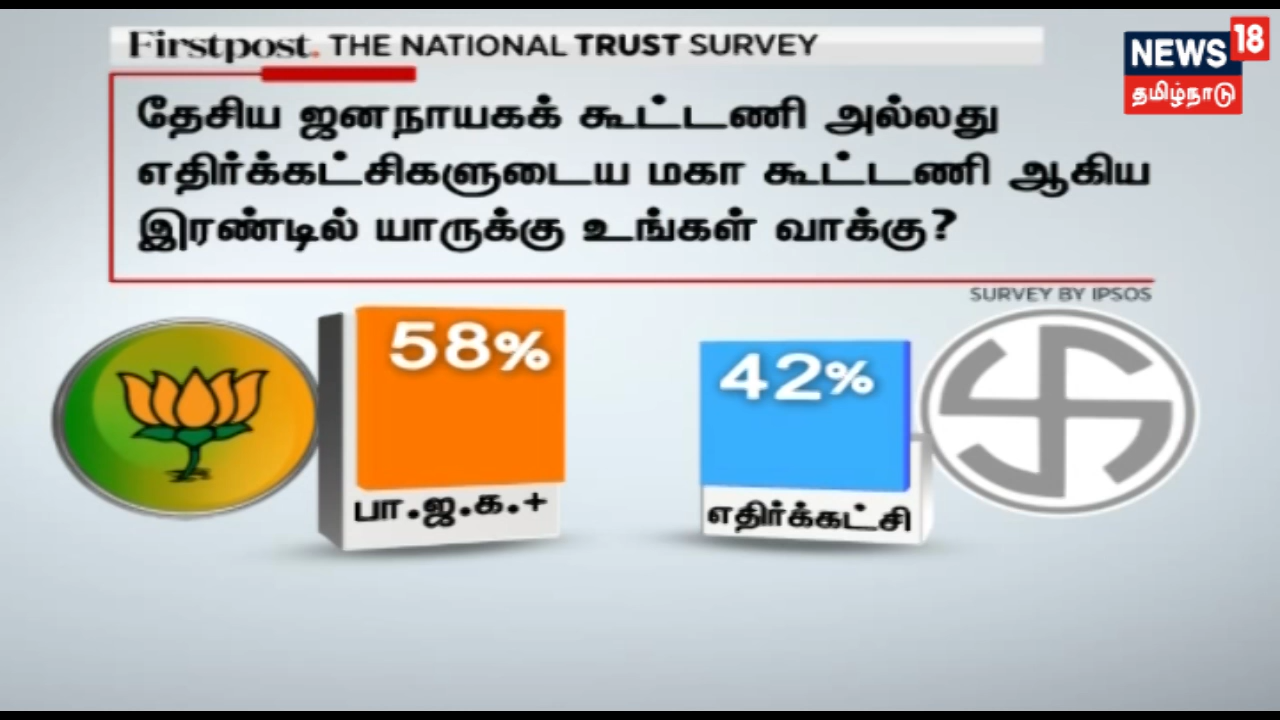 Firstpost. THE NATIONAL TRUST SURVEY
NEWS 18
தமிழ்நாடு
தேசிய ஜனநாயகக் கூட்டணி அல்லது
எதிர்க்கட்சிகளுடைய மகா கூட்டணி ஆகிய
இரண்டில் யாருக்கு உங்கள் வாக்கு?
SURVEY BY IPSOS
58%
42%
பா.ஜ.க.+
எதிர்க்கட்சி